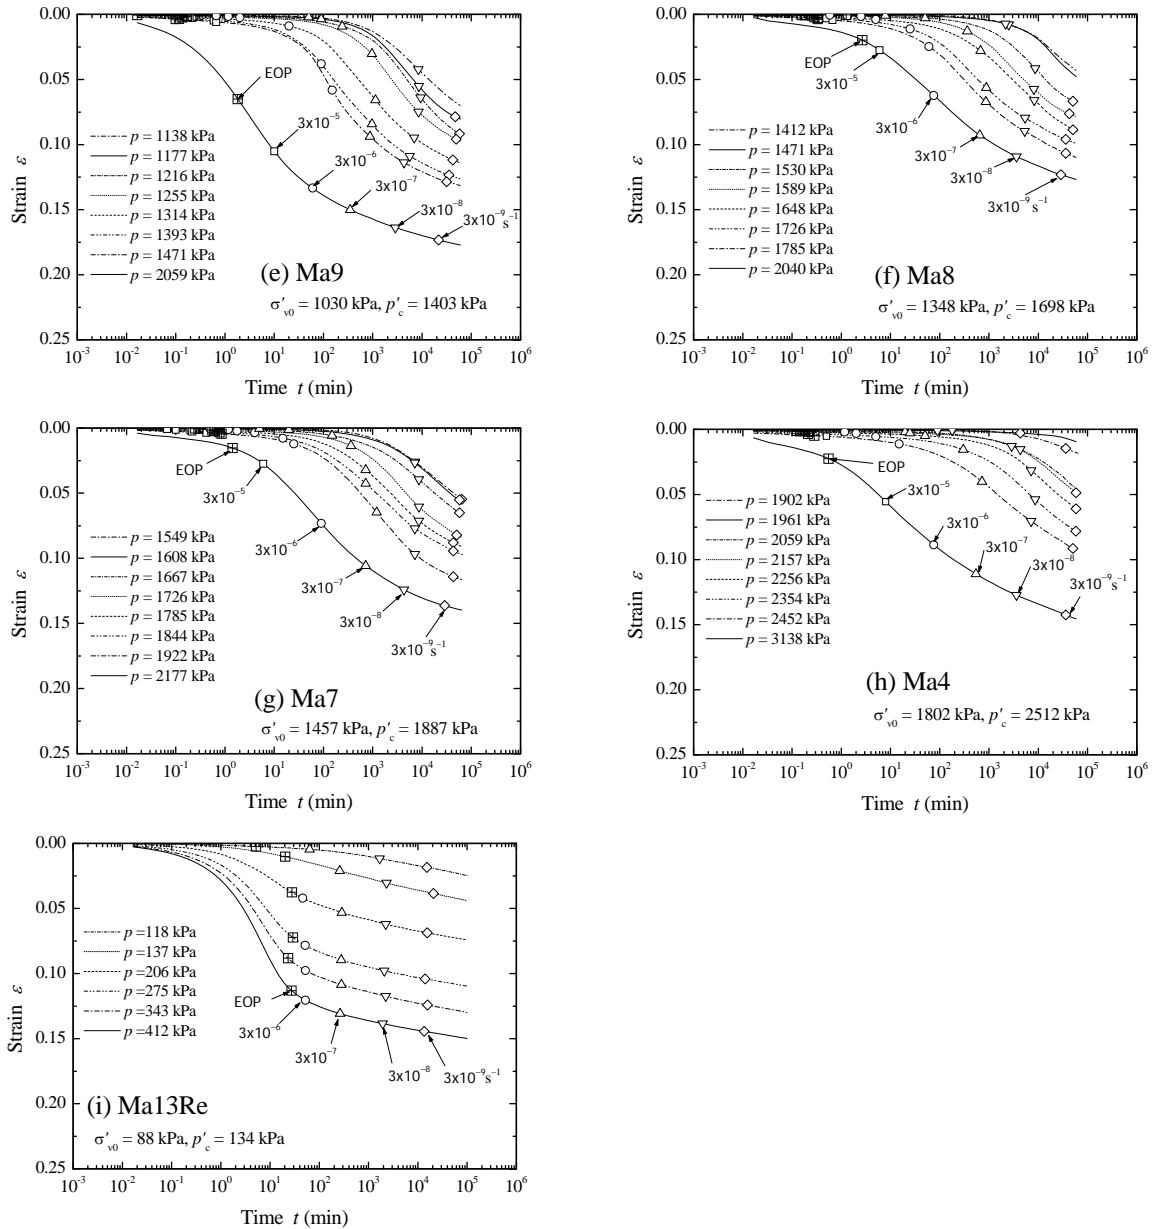 0.00
0.05
0.10
0.15
0.20
0.25
Strain ε
EOP
3x10⁻⁵
3x10⁻⁶
3x10⁻⁷
3x10⁻⁸
3x10⁻⁹s⁻¹
p = 1138 kPa
p = 1177 kPa
p = 1216 kPa
p = 1255 kPa
p = 1314 kPa
p = 1393 kPa
p = 1471 kPa
p = 2059 kPa
(e) Ma9
σ′v0 = 1030 kPa, p′c = 1403 kPa
10⁻³ 10⁻² 10⁻¹ 10⁰ 10¹ 10² 10³ 10⁴ 10⁵ 10⁶
Time t (min)
0.00
0.05
0.10
0.15
0.20
0.25
Strain ε
EOP
3x10⁻⁵
3x10⁻⁶
3x10⁻⁷
3x10⁻⁸
3x10⁻⁹s⁻¹
p = 1412 kPa
p = 1471 kPa
p = 1530 kPa
p = 1589 kPa
p = 1648 kPa
p = 1726 kPa
p = 1785 kPa
p = 2040 kPa
(f) Ma8
σ′v0 = 1348 kPa, p′c = 1698 kPa
10⁻³ 10⁻² 10⁻¹ 10⁰ 10¹ 10² 10³ 10⁴ 10⁵ 10⁶
Time t (min)
0.00
0.05
0.10
0.15
0.20
0.25
Strain ε
EOP
3x10⁻⁵
3x10⁻⁶
3x10⁻⁷
3x10⁻⁸
3x10⁻⁹s⁻¹
p = 1549 kPa
p = 1608 kPa
p = 1667 kPa
p = 1726 kPa
p = 1785 kPa
p = 1844 kPa
p = 1922 kPa
p = 2177 kPa
(g) Ma7
σ′v0 = 1457 kPa, p′c = 1887 kPa
10⁻³ 10⁻² 10⁻¹ 10⁰ 10¹ 10² 10³ 10⁴ 10⁵ 10⁶
Time t (min)
0.00
0.05
0.10
0.15
0.20
0.25
Strain ε
EOP
3x10⁻⁵
3x10⁻⁶
3x10⁻⁷
3x10⁻⁸
3x10⁻⁹s⁻¹
p = 1902 kPa
p = 1961 kPa
p = 2059 kPa
p = 2157 kPa
p = 2256 kPa
p = 2354 kPa
p = 2452 kPa
p = 3138 kPa
(h) Ma4
σ′v0 = 1802 kPa, p′c = 2512 kPa
10⁻³ 10⁻² 10⁻¹ 10⁰ 10¹ 10² 10³ 10⁴ 10⁵ 10⁶
Time t (min)
0.00
0.05
0.10
0.15
0.20
0.25
Strain ε
p =118 kPa
p =137 kPa
p =206 kPa
p =275 kPa
p =343 kPa
p =412 kPa
EOP
3x10⁻⁶
3x10⁻⁷
3x10⁻⁸
3x10⁻⁹s⁻¹
(i) Ma13Re
σ′v0 = 88 kPa, p′c = 134 kPa
10⁻³ 10⁻² 10⁻¹ 10⁰ 10¹ 10² 10³ 10⁴ 10⁵ 10⁶
Time t (min)